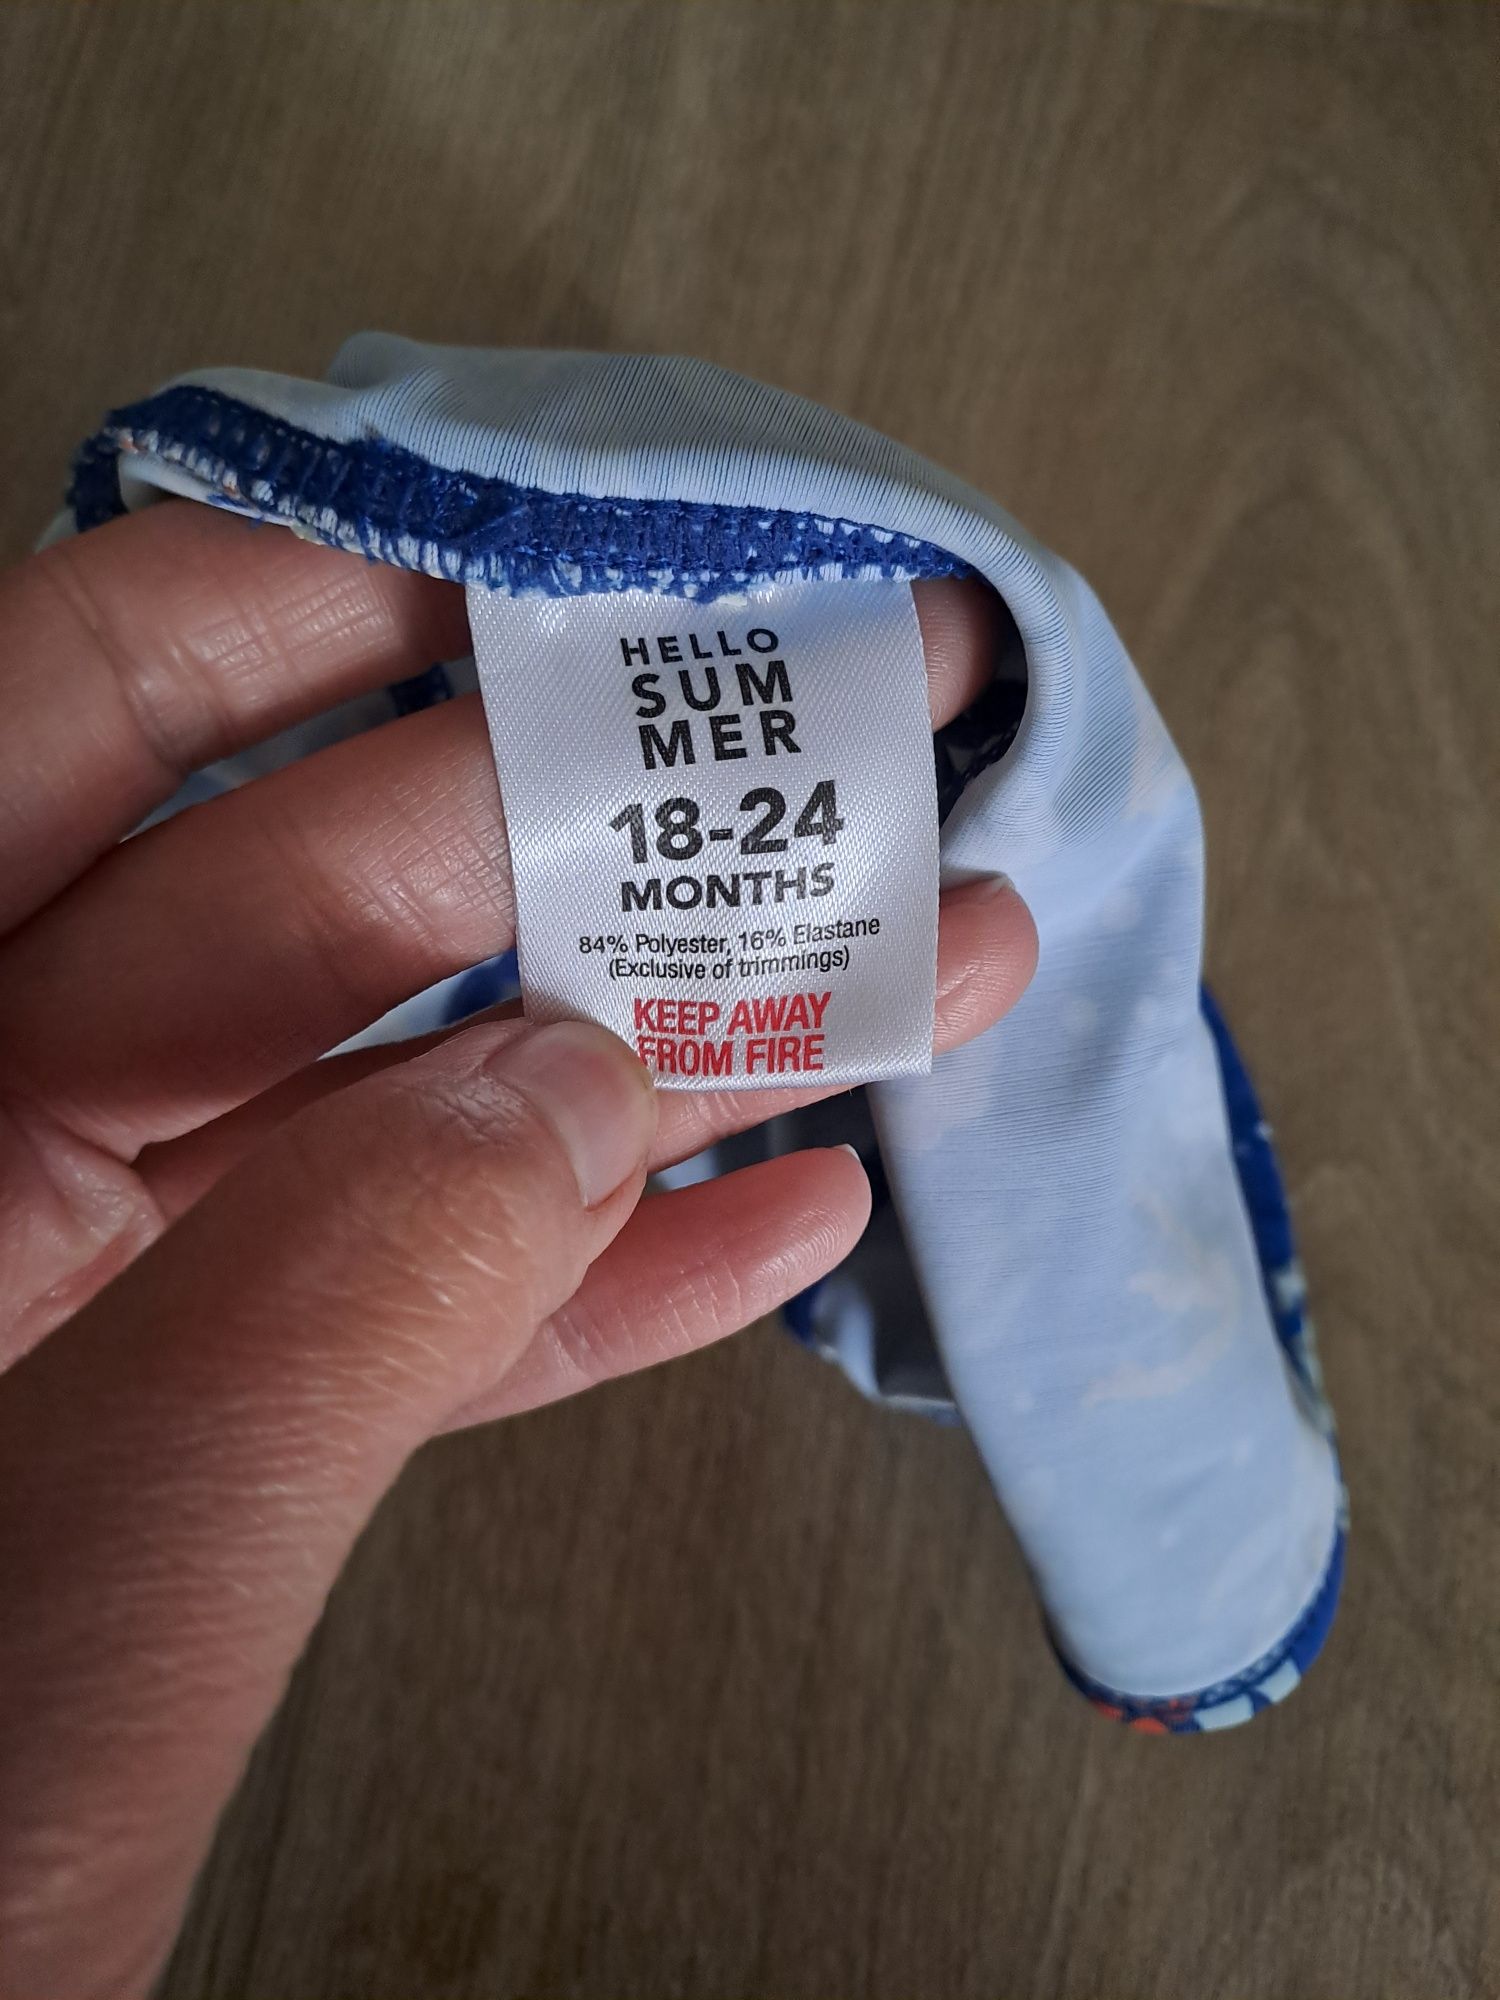 HELLO
SUM
MER
18-24
MONTHS
84% Polyester, 16% Elastane
(Exclusive of trimmings)
KEEP AWAY
FROM FIRE